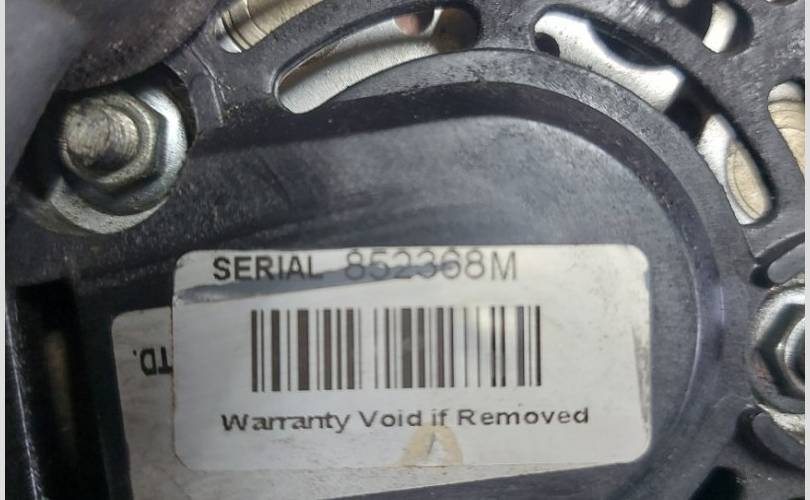 SERIAL 852368M
TD.
Warranty Void if Removed